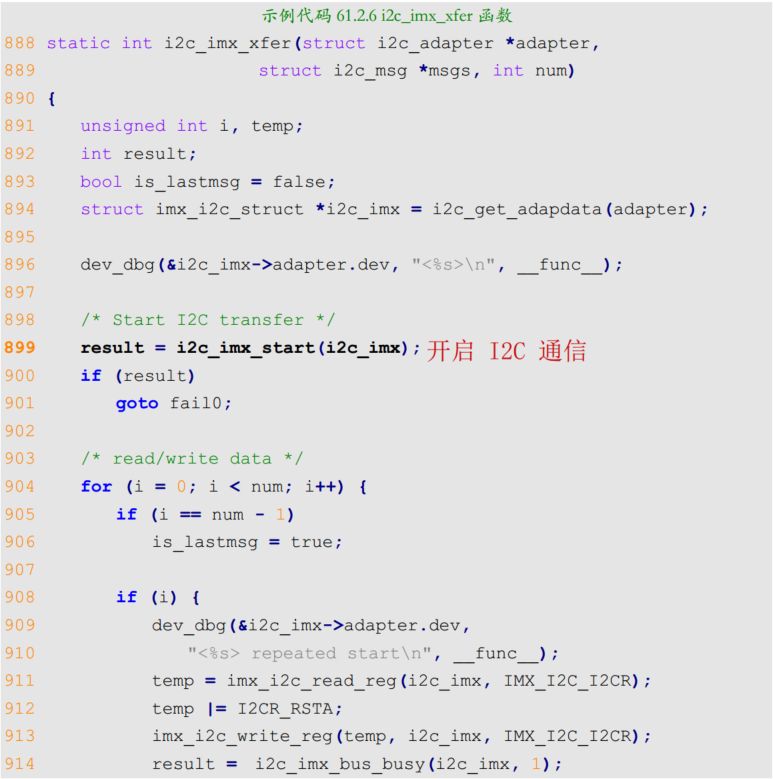 示例代码 61.2.6 i2c_imx_xfer 函数
888 static int i2c_imx_xfer(struct i2c_adapter *adapter,
889                     struct i2c_msg *msgs, int num)
890 {
891    unsigned int i, temp;
892    int result;
893    bool is_lastmsg = false;
894    struct imx_i2c_struct *i2c_imx = i2c_get_adapdata(adapter);
895
896    dev_dbg(&i2c_imx->adapter.dev, "<%s>\n", __func__);
897
898    /* Start I2C transfer */
899    result = i2c_imx_start(i2c_imx); 开启 I2C 通信
900    if (result)
901        goto fail0;
902
903    /* read/write data */
904    for (i = 0; i < num; i++) {
905        if (i == num - 1)
906            is_lastmsg = true;
907
908        if (i) {
909            dev_dbg(&i2c_imx->adapter.dev,
910                "<%s> repeated start\n", __func__);
911            temp = imx_i2c_read_reg(i2c_imx, IMX_I2C_I2CR);
912            temp |= I2CR_RSTA;
913            imx_i2c_write_reg(temp, i2c_imx, IMX_I2C_I2CR);
914            result =  i2c_imx_bus_busy(i2c_imx, 1);